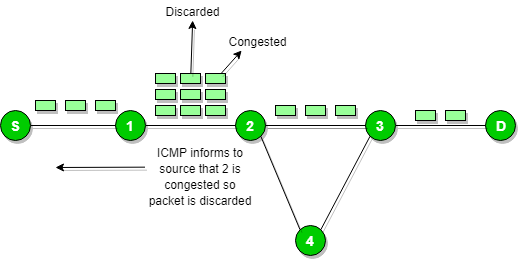 Discarded
Congested
S
1
2
3
D
ICMP informs to
source that 2 is
congested so
packet is discarded
4